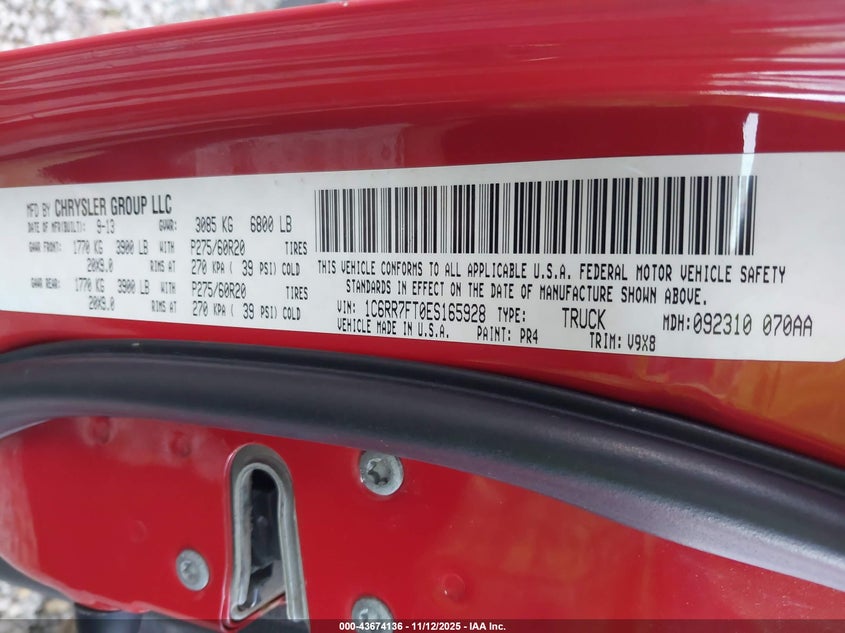 MFD BY CHRYSLER GROUP LLC
DATE OF MFR(BUILT): 9-13 GVWR: 3085 KG 6800 LB
GAWR FRONT: 1770 KG 3900 LB WITH P275/60R20 TIRES
20X9.0 RIMS AT 270 KPA ( 39 PSI) COLD
GAWR REAR: 1770 KG 3900 LB WITH P275/60R20 TIRES
20X9.0 RIMS AT 270 KPA ( 39 PSI) COLD
THIS VEHICLE CONFORMS TO ALL APPLICABLE U.S.A. FEDERAL MOTOR VEHICLE SAFETY
STANDARDS IN EFFECT ON THE DATE OF MANUFACTURE SHOWN ABOVE.
VIN: 1C6RR7FT0ES165928 TYPE: TRUCK MDH: 092310 070AA
VEHICLE MADE IN U.S.A. PAINT: PR4 TRIM: V9X8
000-43674136 - 11/12/2025 - IAA Inc.